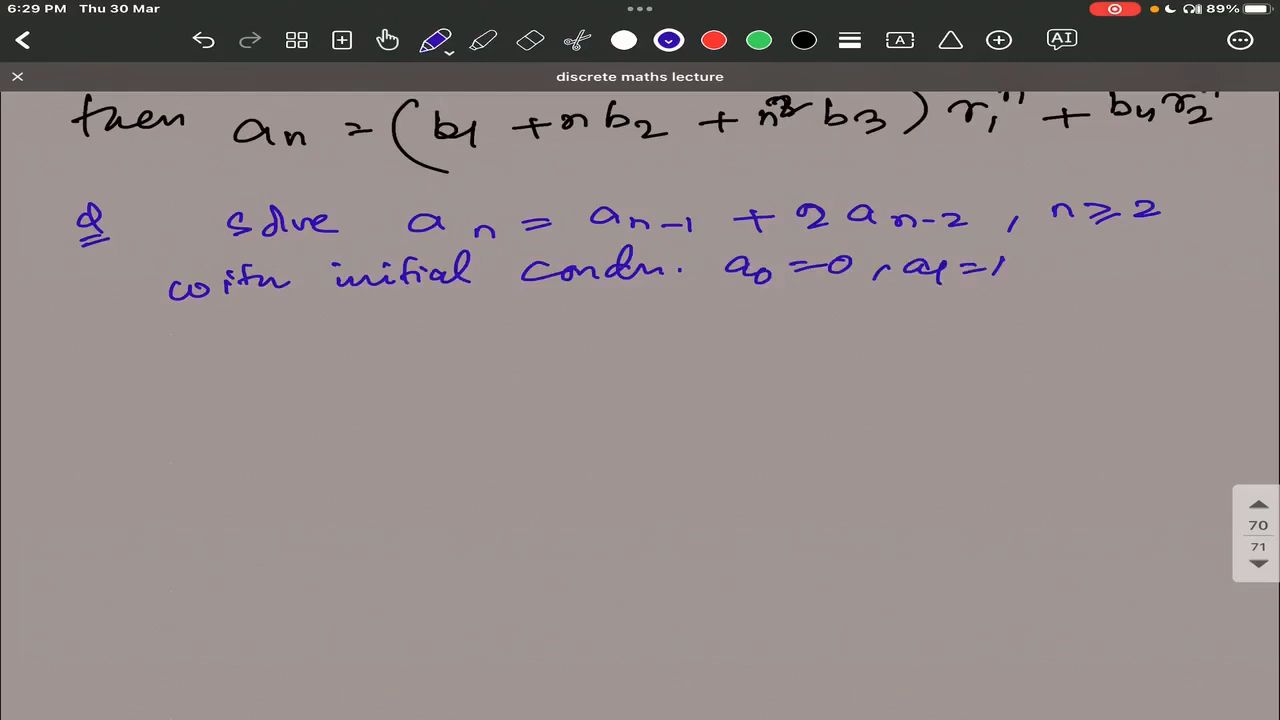 6:29 PM Thu 30 Mar 89%
AI
discrete maths lecture
then aₙ = (b₁ + n b₂ + n² b₃) r₁ⁿ + b₄ r₂ⁿ
Q solve aₙ = aₙ₋₁ + 2 aₙ₋₂ , n ≥ 2
with initial condn. a₀ = 0 , a₁ = 1
70
71